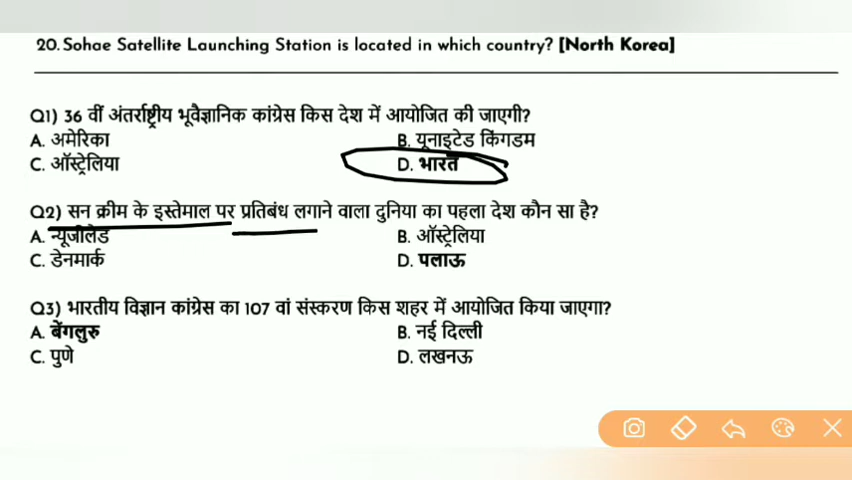 20. Sohae Satellite Launching Station is located in which country? [North Korea]
Q1) 36 वीं अंतर्राष्ट्रीय भूवैज्ञानिक कांग्रेस किस देश में आयोजित की जाएगी?
A. अमेरिका B. यूनाइटेड किंगडम
C. ऑस्ट्रेलिया D. भारत
Q2) सन क्रीम के इस्तेमाल पर प्रतिबंध लगाने वाला दुनिया का पहला देश कौन सा है?
A. न्यूजीलैंड B. ऑस्ट्रेलिया
C. डेनमार्क D. पलाऊ
Q3) भारतीय विज्ञान कांग्रेस का 107 वां संस्करण किस शहर में आयोजित किया जाएगा?
A. बेंगलुरु B. नई दिल्ली
C. पुणे D. लखनऊ